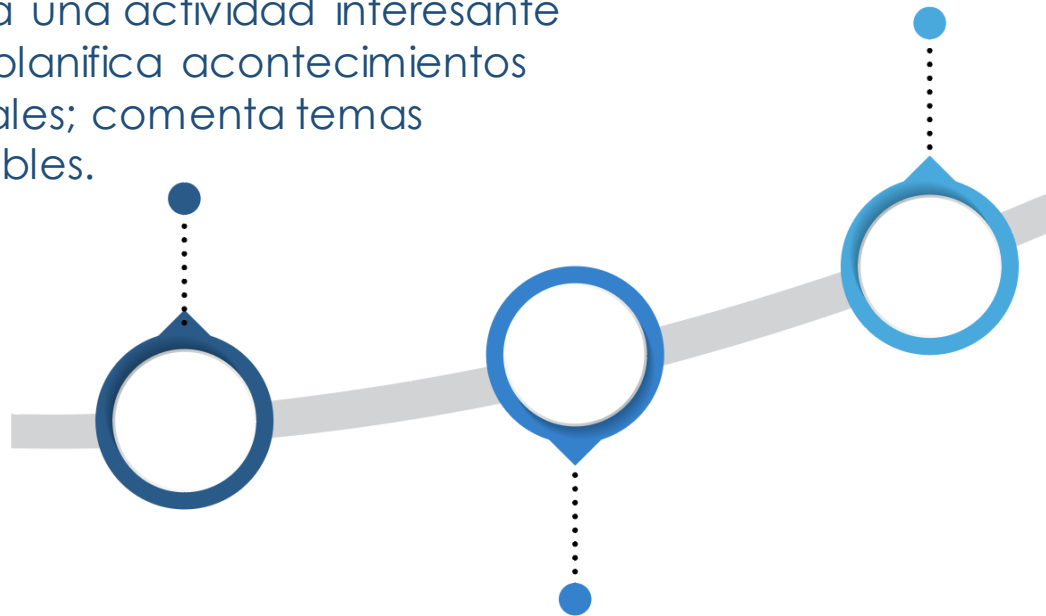 a una actividad interesante
planifica acontecimientos
ales; comenta temas
bles.